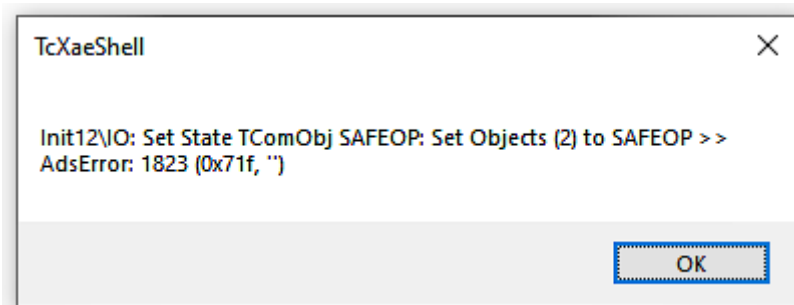 TcXaeShell
Init12\IO: Set State TComObj SAFEOP: Set Objects (2) to SAFEOP >>
AdsError: 1823 (0x71f, '')
OK